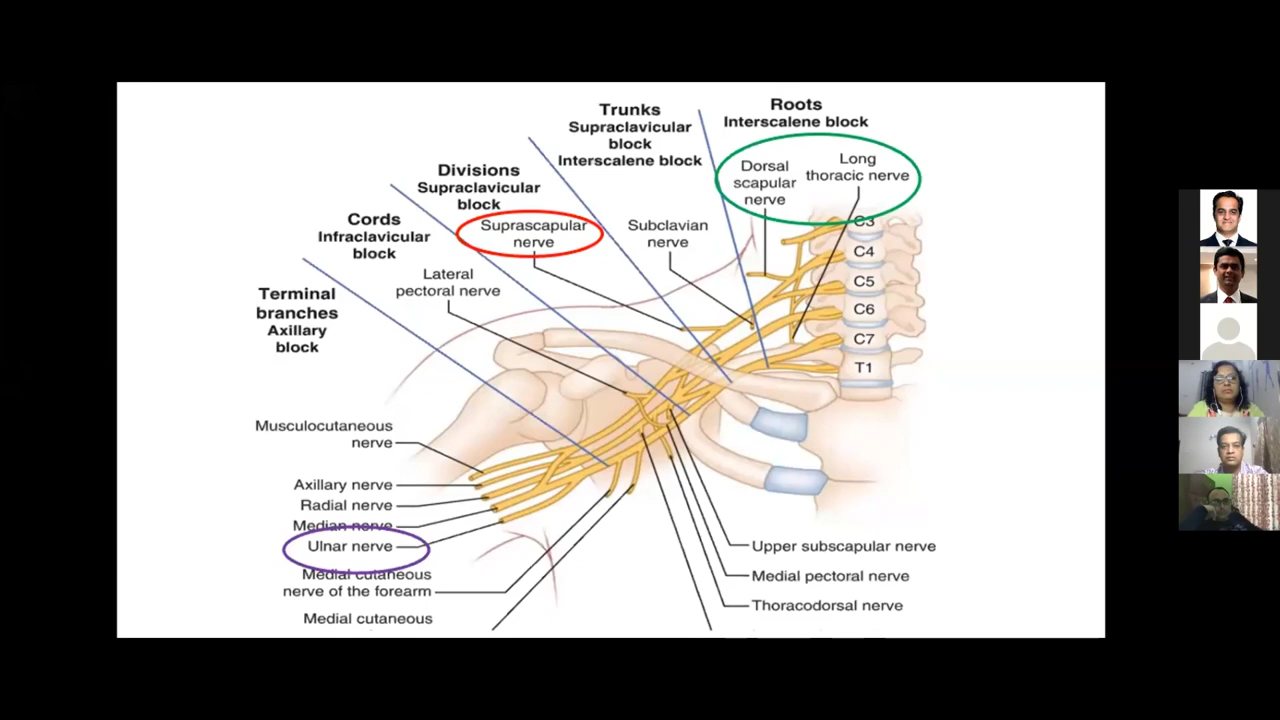 Roots
Interscalene block
Trunks
Supraclavicular
block
Interscalene block
Dorsal
scapular
nerve
Long
thoracic nerve
Divisions
Supraclavicular
block
Cords
Infraclavicular
block
Suprascapular
nerve
Subclavian
nerve
Lateral
pectoral nerve
Terminal
branches
Axillary
block
C3
C4
C5
C6
C7
T1
Musculocutaneous
nerve
Axillary nerve
Radial nerve
Median nerve
Ulnar nerve
Medial cutaneous
nerve of the forearm
Medial cutaneous
Upper subscapular nerve
Medial pectoral nerve
Thoracodorsal nerve